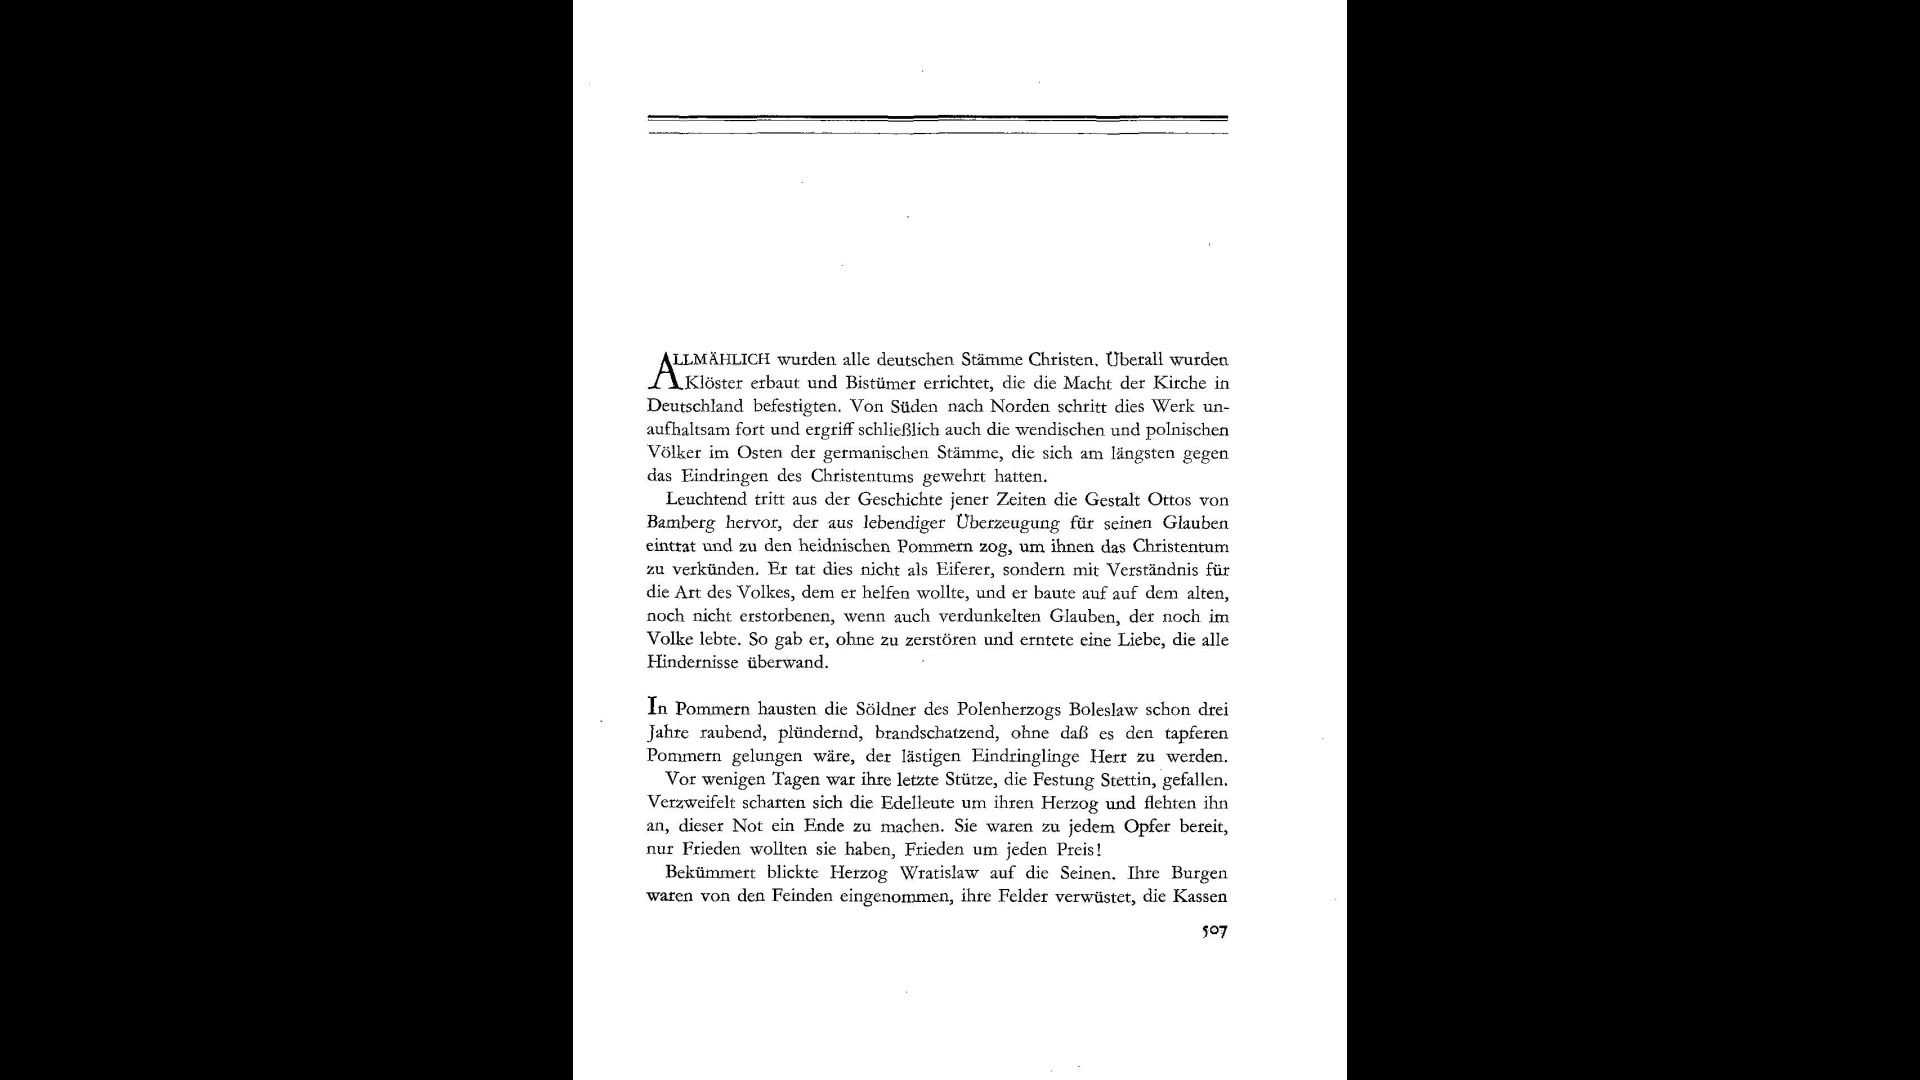 ALLMÄHLICH wurden alle deutschen Stämme Christen. Überall wurden
Klöster erbaut und Bistümer errichtet, die die Macht der Kirche in
Deutschland befestigten. Von Süden nach Norden schritt dies Werk un-
aufhaltsam fort und ergriff schließlich auch die wendischen und polnischen
Völker im Osten der germanischen Stämme, die sich am längsten gegen
das Eindringen des Christentums gewehrt hatten.
Leuchtend tritt aus der Geschichte jener Zeiten die Gestalt Ottos von
Bamberg hervor, der aus lebendiger Überzeugung für seinen Glauben
eintrat und zu den heidnischen Pommern zog, um ihnen das Christentum
zu verkünden. Er tat dies nicht als Eiferer, sondern mit Verständnis für
die Art des Volkes, dem er helfen wollte, und er baute auf auf dem alten,
noch nicht erstorbenen, wenn auch verdunkelten Glauben, der noch im
Volke lebte. So gab er, ohne zu zerstören und erntete eine Liebe, die alle
Hindernisse überwand.
In Pommern hausten die Söldner des Polenherzogs Boleslaw schon drei
Jahre raubend, plündernd, brandschatzend, ohne daß es den tapferen
Pommern gelungen wäre, der lästigen Eindringlinge Herr zu werden.
Vor wenigen Tagen war ihre letzte Stütze, die Festung Stettin, gefallen.
Verzweifelt scharten sich die Edelleute um ihren Herzog und flehten ihn
an, dieser Not ein Ende zu machen. Sie waren zu jedem Opfer bereit,
nur Frieden wollten sie haben, Frieden um jeden Preis!
Bekümmert blickte Herzog Wratislaw auf die Seinen. Ihre Burgen
waren von den Feinden eingenommen, ihre Felder verwüstet, die Kassen
507